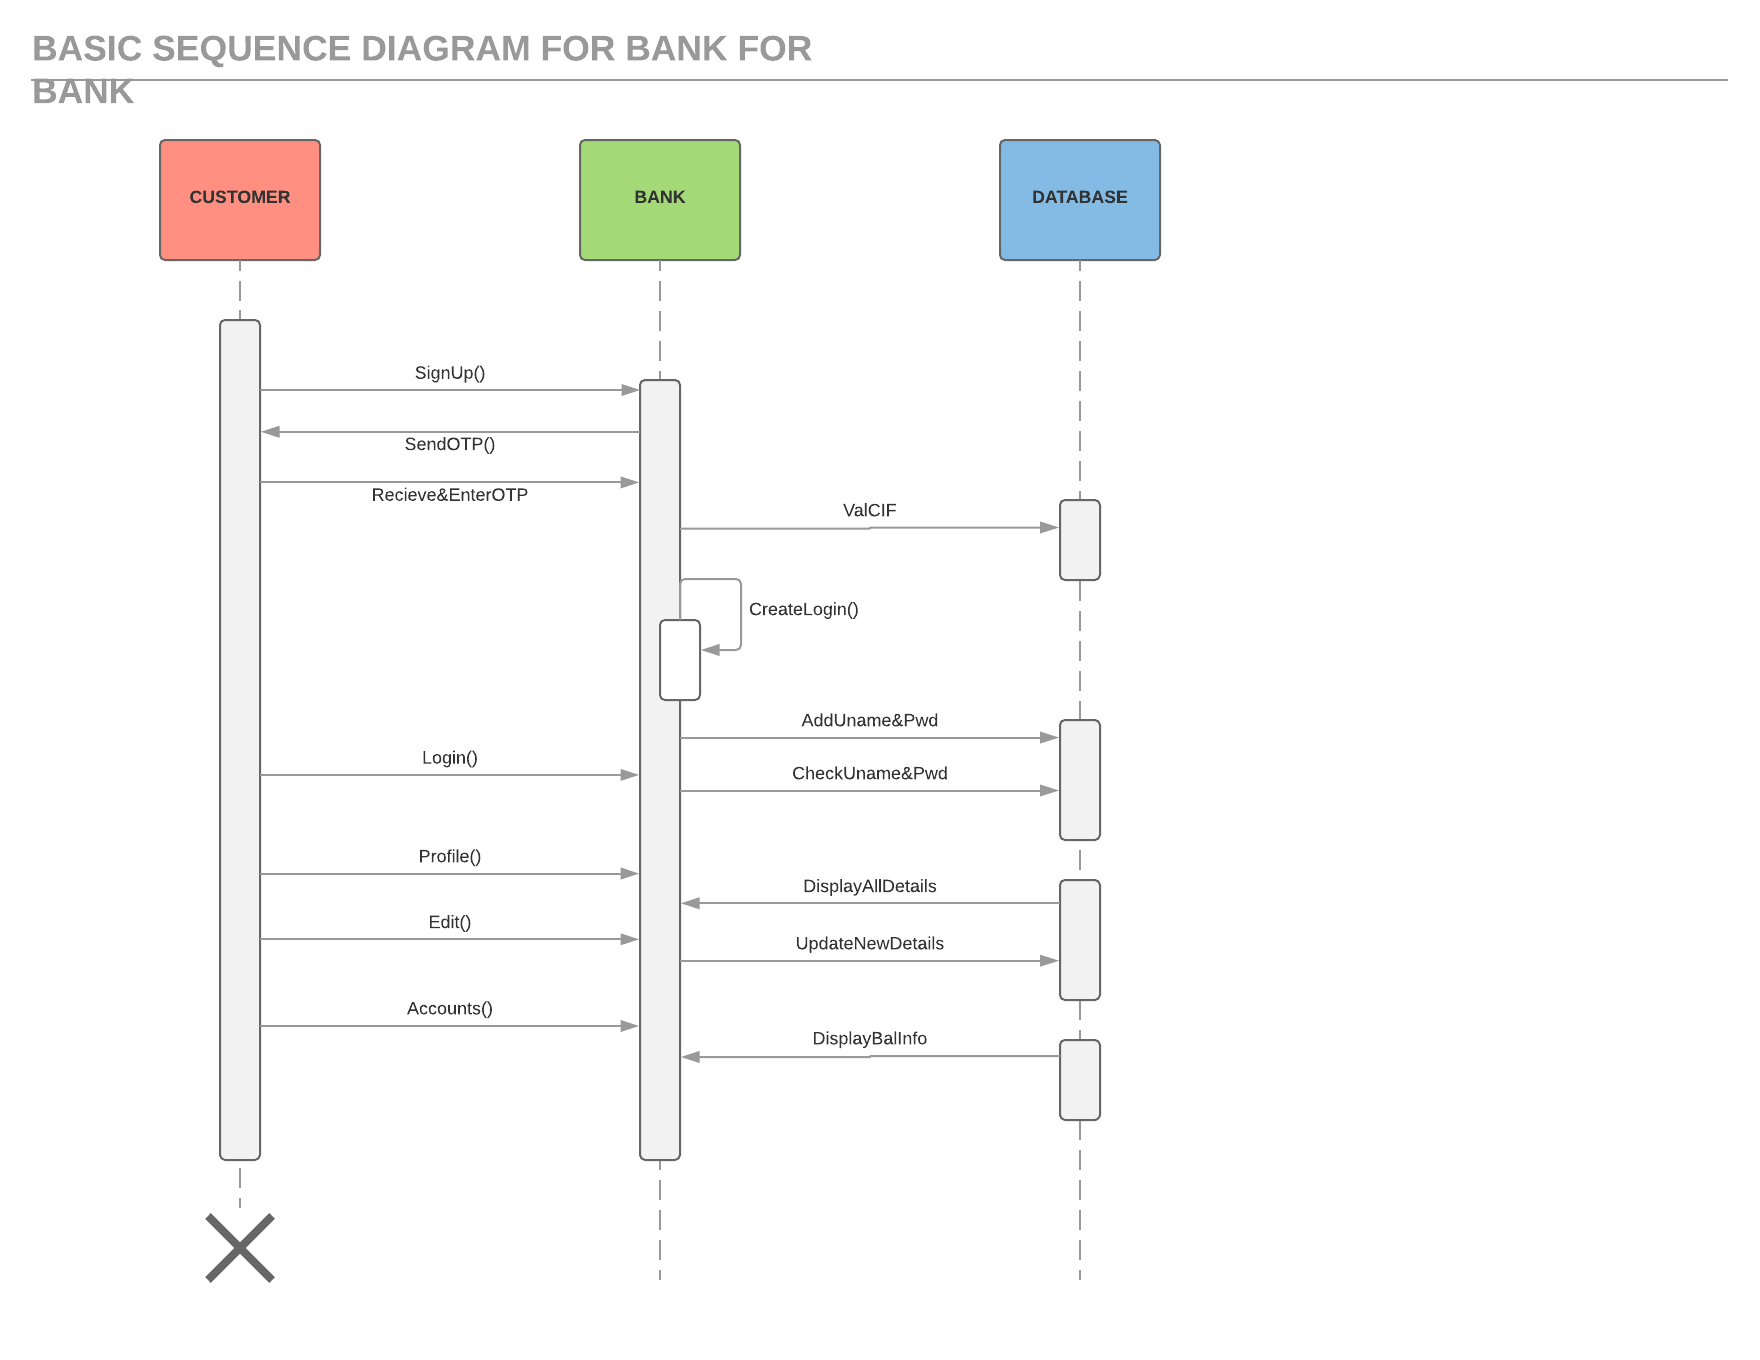 BASIC SEQUENCE DIAGRAM FOR BANK FOR
BANK
CUSTOMER
BANK
DATABASE
SignUp()
SendOTP()
Recieve&EnterOTP
ValCIF
CreateLogin()
AddUname&Pwd
Login()
CheckUname&Pwd
Profile()
DisplayAllDetails
Edit()
UpdateNewDetails
Accounts()
DisplayBalInfo